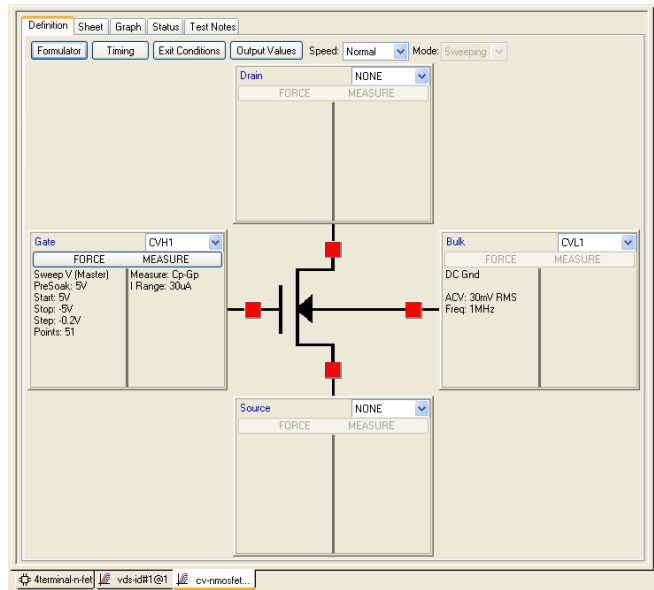 Definition Sheet Graph Status Test Notes
Formulator Timing Exit Conditions Output Values Speed: Normal Mode: Sweeping
Drain NONE
FORCE MEASURE
Gate CVH1
FORCE MEASURE
Sweep V (Master) Measure: Cp-Gp
PreSoak: 5V I Range: 30uA
Start: 5V
Stop: -5V
Step: -0.2V
Points: 51
Bulk CVL1
FORCE MEASURE
DC Gnd
ACV: 30mV RMS
Freq: 1MHz
Source NONE
FORCE MEASURE
4terminal-n-fet vds-id#1@1 cv-nmosfet...